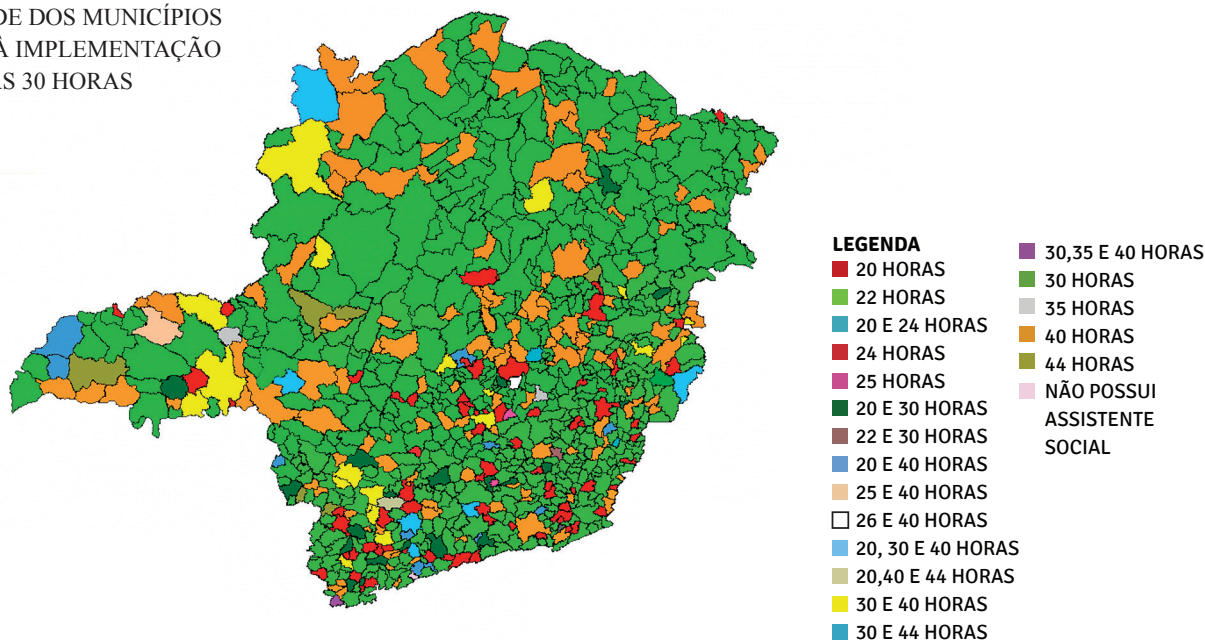 DE DOS MUNICÍPIOS
À IMPLEMENTAÇÃO
AS 30 HORAS
LEGENDA
20 HORAS
22 HORAS
20 E 24 HORAS
24 HORAS
25 HORAS
20 E 30 HORAS
22 E 30 HORAS
20 E 40 HORAS
25 E 40 HORAS
26 E 40 HORAS
20, 30 E 40 HORAS
20,40 E 44 HORAS
30 E 40 HORAS
30 E 44 HORAS
30,35 E 40 HORAS
30 HORAS
35 HORAS
40 HORAS
44 HORAS
NÃO POSSUI
ASSISTENTE
SOCIAL